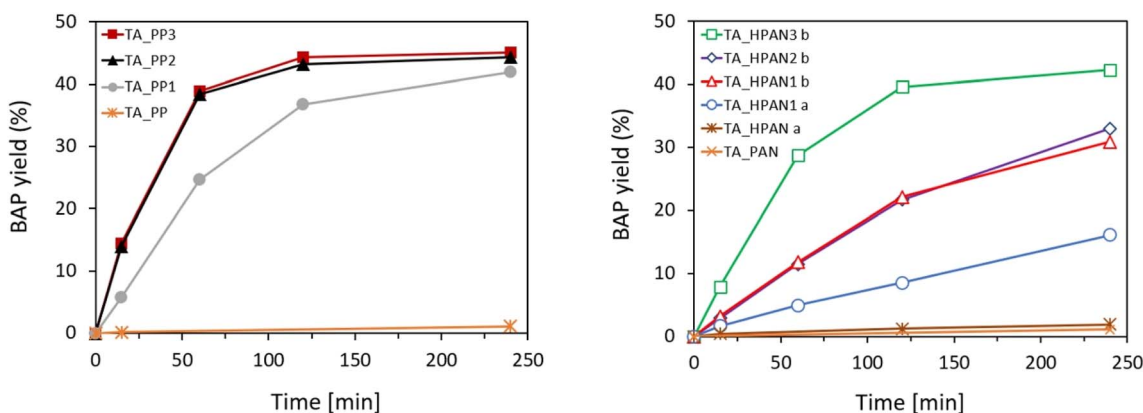 50
40
30
20
10
0
BAP yield (%)
TA_PP3
TA_PP2
TA_PP1
TA_PP
0
50
100
150
200
250
Time [min]
50
40
30
20
10
0
BAP yield (%)
TA_HPAN3 b
TA_HPAN2 b
TA_HPAN1 b
TA_HPAN1 a
TA_HPAN a
TA_PAN
0
50
100
150
200
250
Time [min]